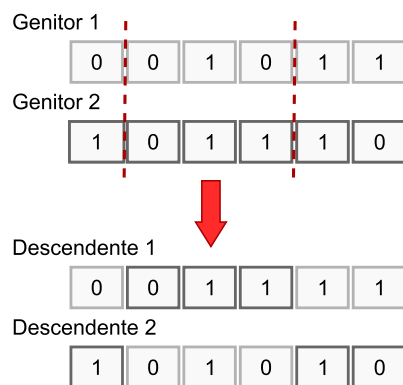 Genitor 1
0 0 1 0 1 1
Genitor 2
1 0 1 1 1 0
Descendente 1
0 0 1 1 1 1
Descendente 2
1 0 1 0 1 0